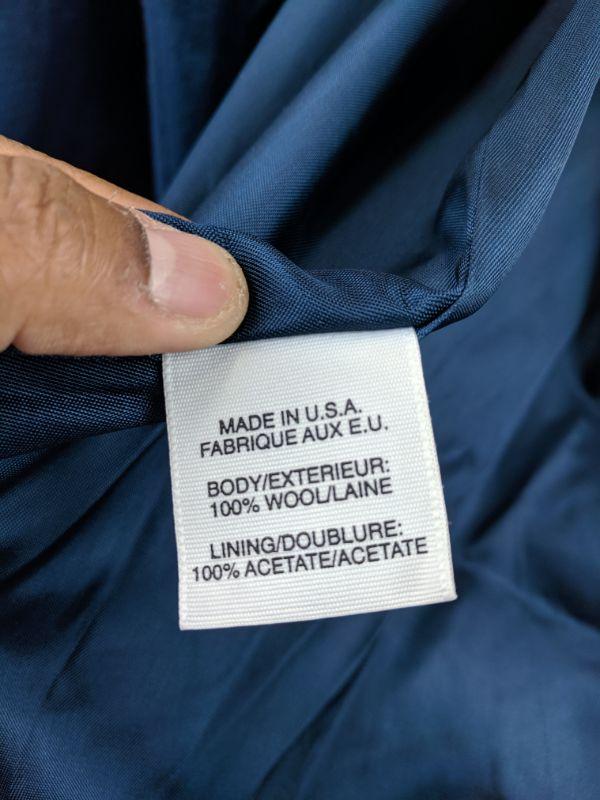 MADE IN U.S.A.
FABRIQUE AUX E.U.
BODY/EXTERIEUR:
100% WOOL/LAINE
LINING/DOUBLURE:
100% ACETATE/ACETATE